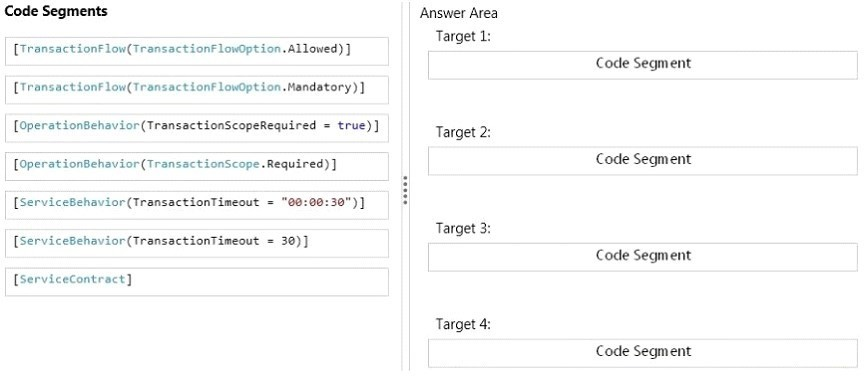 Code Segments
[TransactionFlow(TransactionFlowOption.Allowed)]
[TransactionFlow(TransactionFlowOption.Mandatory)]
[OperationBehavior(TransactionScopeRequired = true)]
[OperationBehavior(TransactionScope.Required)]
[ServiceBehavior(TransactionTimeout = "00:00:30")]
[ServiceBehavior(TransactionTimeout = 30)]
[ServiceContract]
Answer Area
Target 1:
Code Segment
Target 2:
Code Segment
Target 3:
Code Segment
Target 4:
Code Segment